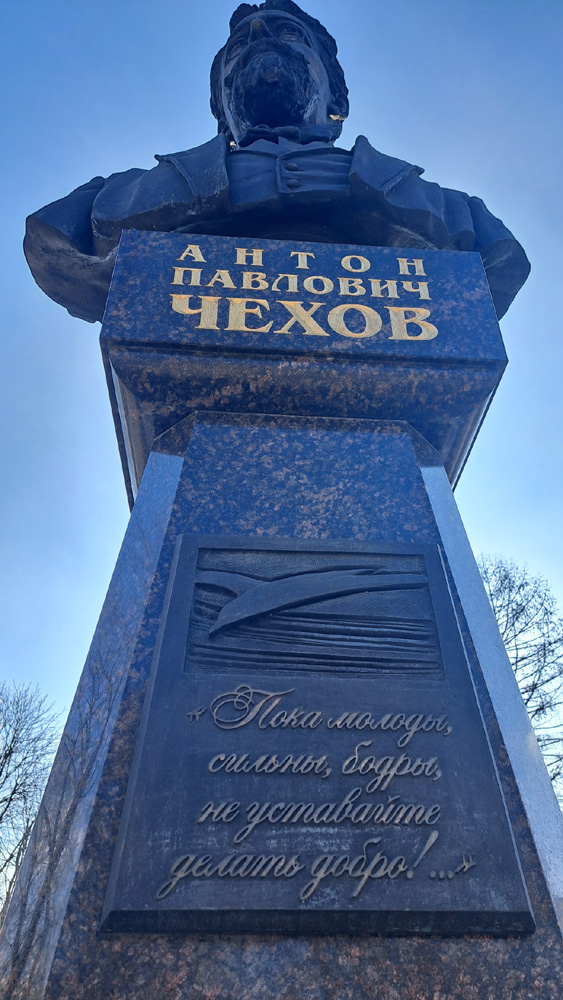 АНТОН
ПАВЛОВИЧ
ЧЕХОВ
«Пока молоды,
сильны, бодры,
не уставайте
делать добро!...»